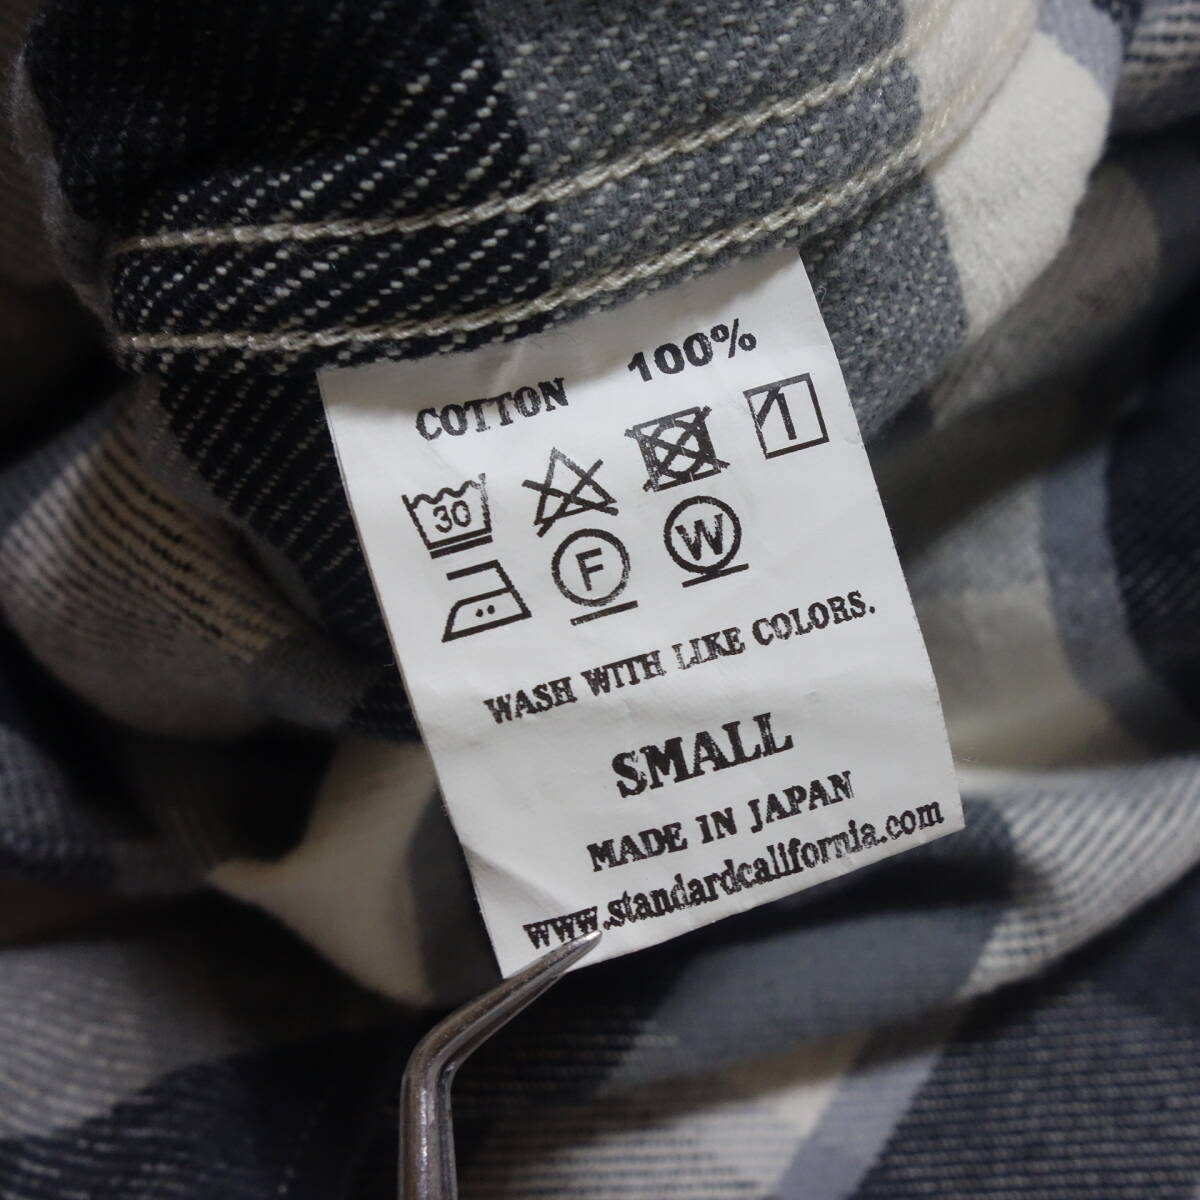 COTTON 100%
30
F W
WASH WITH LIKE COLORS.
SMALL
MADE IN JAPAN
www.standardcalifornia.com